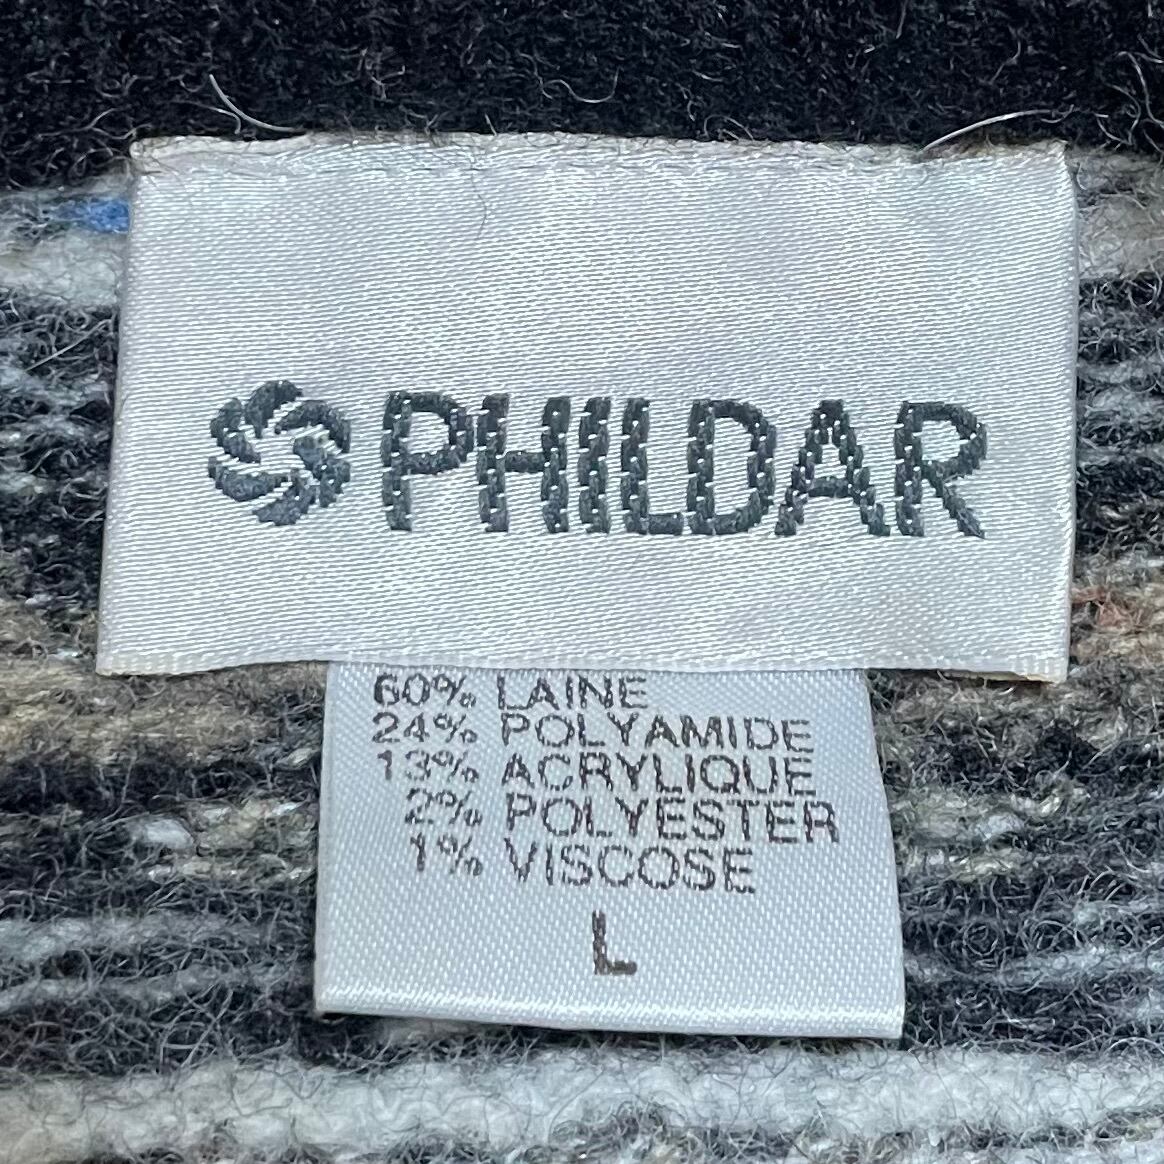 PHILDAR
60% LAINE
24% POLYAMIDE
13% ACRYLIQUE
2% POLYESTER
1% VISCOSE
L